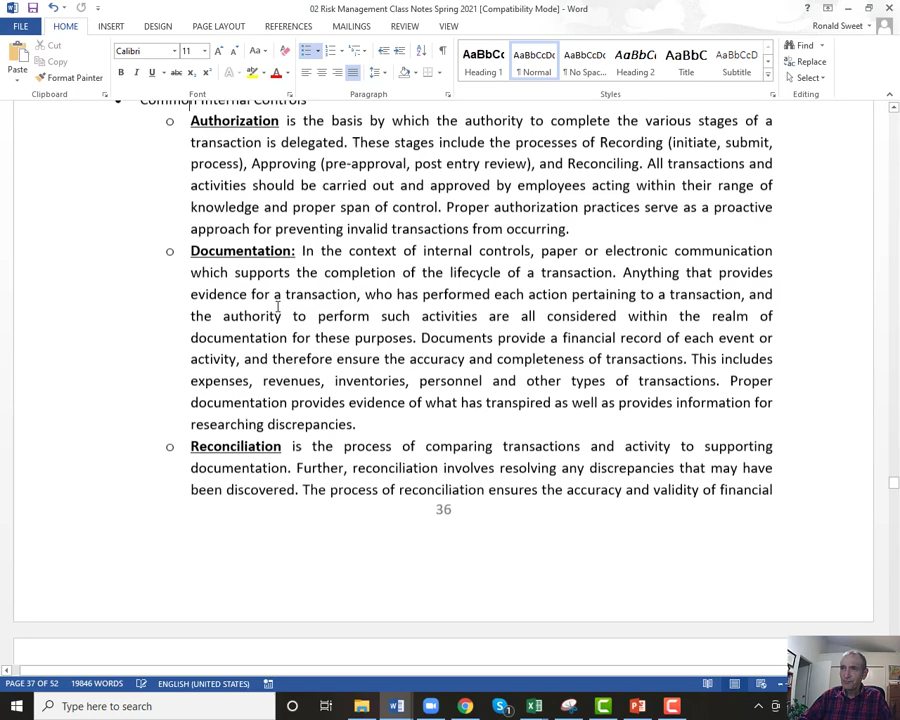 02 Risk Management Class Notes Spring 2021 [Compatibility Mode] - Word
FILE HOME INSERT DESIGN PAGE LAYOUT REFERENCES MAILINGS REVIEW VIEW Ronald Sweet
Paste
Cut
Copy
Format Painter
Calibri 11
AaBbCc AaBbCcDc AaBbCcDc AaBbCc AaBbC AaBbCcD
Heading 1 ¶ Normal ¶ No Spac... Heading 2 Title Subtitle
Find
Replace
Select
Clipboard Font Paragraph Styles Editing
Common Internal Controls
o Authorization is the basis by which the authority to complete the various stages of a
transaction is delegated. These stages include the processes of Recording (initiate, submit,
process), Approving (pre-approval, post entry review), and Reconciling. All transactions and
activities should be carried out and approved by employees acting within their range of
knowledge and proper span of control. Proper authorization practices serve as a proactive
approach for preventing invalid transactions from occurring.
o Documentation: In the context of internal controls, paper or electronic communication
which supports the completion of the lifecycle of a transaction. Anything that provides
evidence for a transaction, who has performed each action pertaining to a transaction, and
the authority to perform such activities are all considered within the realm of
documentation for these purposes. Documents provide a financial record of each event or
activity, and therefore ensure the accuracy and completeness of transactions. This includes
expenses, revenues, inventories, personnel and other types of transactions. Proper
documentation provides evidence of what has transpired as well as provides information for
researching discrepancies.
o Reconciliation is the process of comparing transactions and activity to supporting
documentation. Further, reconciliation involves resolving any discrepancies that may have
been discovered. The process of reconciliation ensures the accuracy and validity of financial
36
PAGE 37 OF 52 19846 WORDS ENGLISH (UNITED STATES)
Type here to search